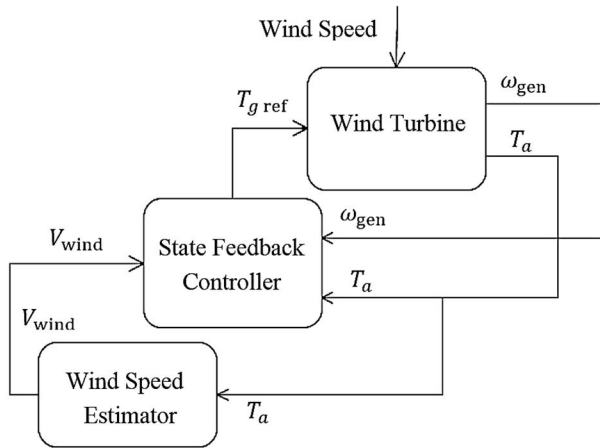 Wind Speed
ω_gen
T_g ref
Wind Turbine
T_a
ω_gen
V_wind
State Feedback
Controller
T_a
V_wind
Wind Speed
Estimator
T_a